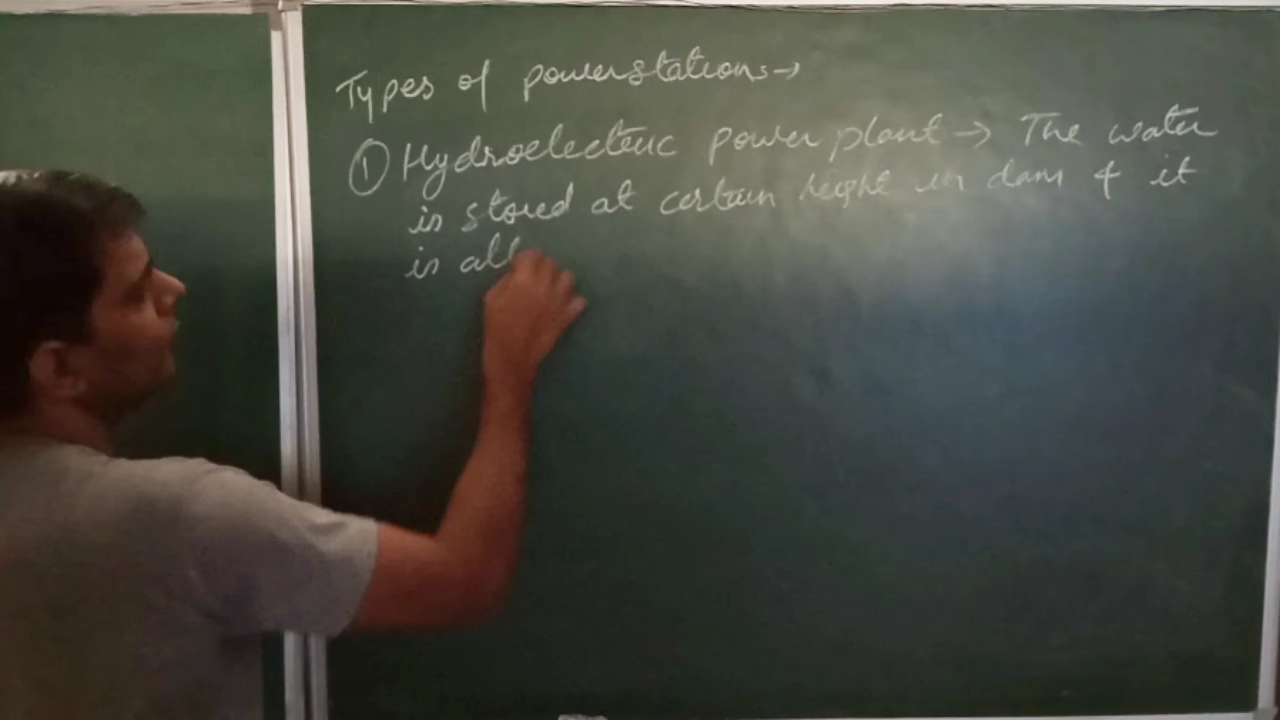 Types of powerstations→
① Hydroelectric power plant → The water
is stored at certain height in dam & it
is all